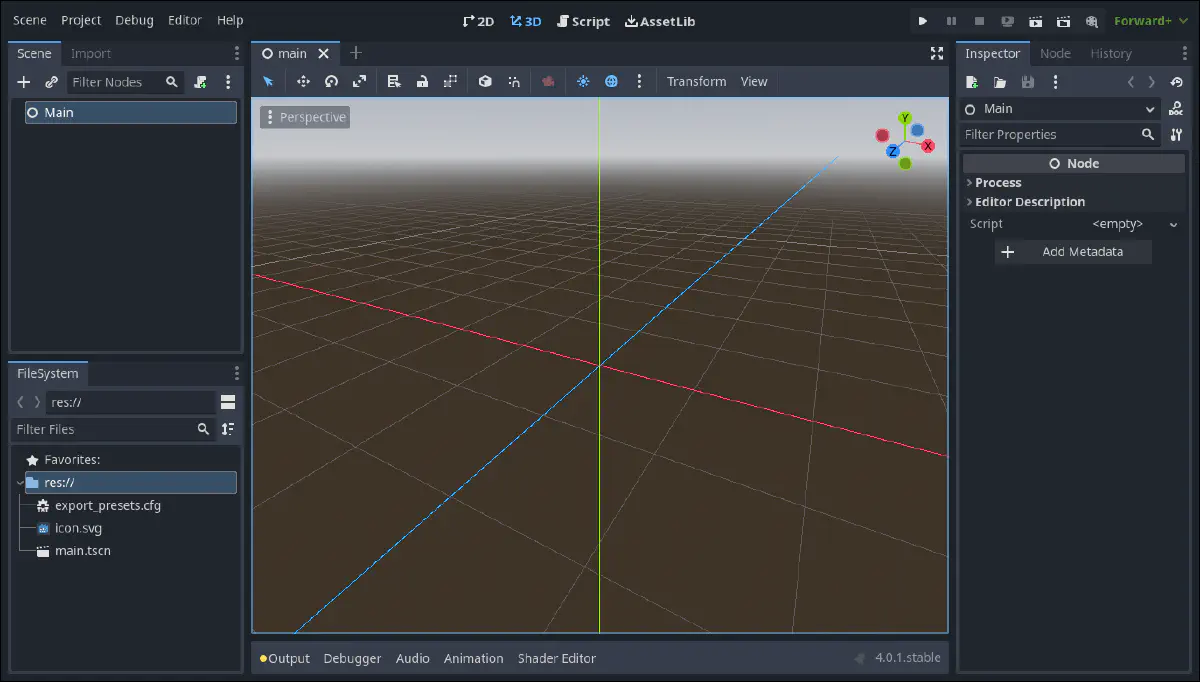 Scene Project Debug Editor Help
2D 3D Script AssetLib
Forward+
Scene Import
Filter Nodes
Main
FileSystem
res://
Filter Files
Favorites:
res://
export_presets.cfg
icon.svg
main.tscn
main
Transform View
Perspective
Y
X
Z
Output Debugger Audio Animation Shader Editor
4.0.1.stable
Inspector Node History
Main
DOC
Filter Properties
Node
Process
Editor Description
Script <empty>
Add Metadata